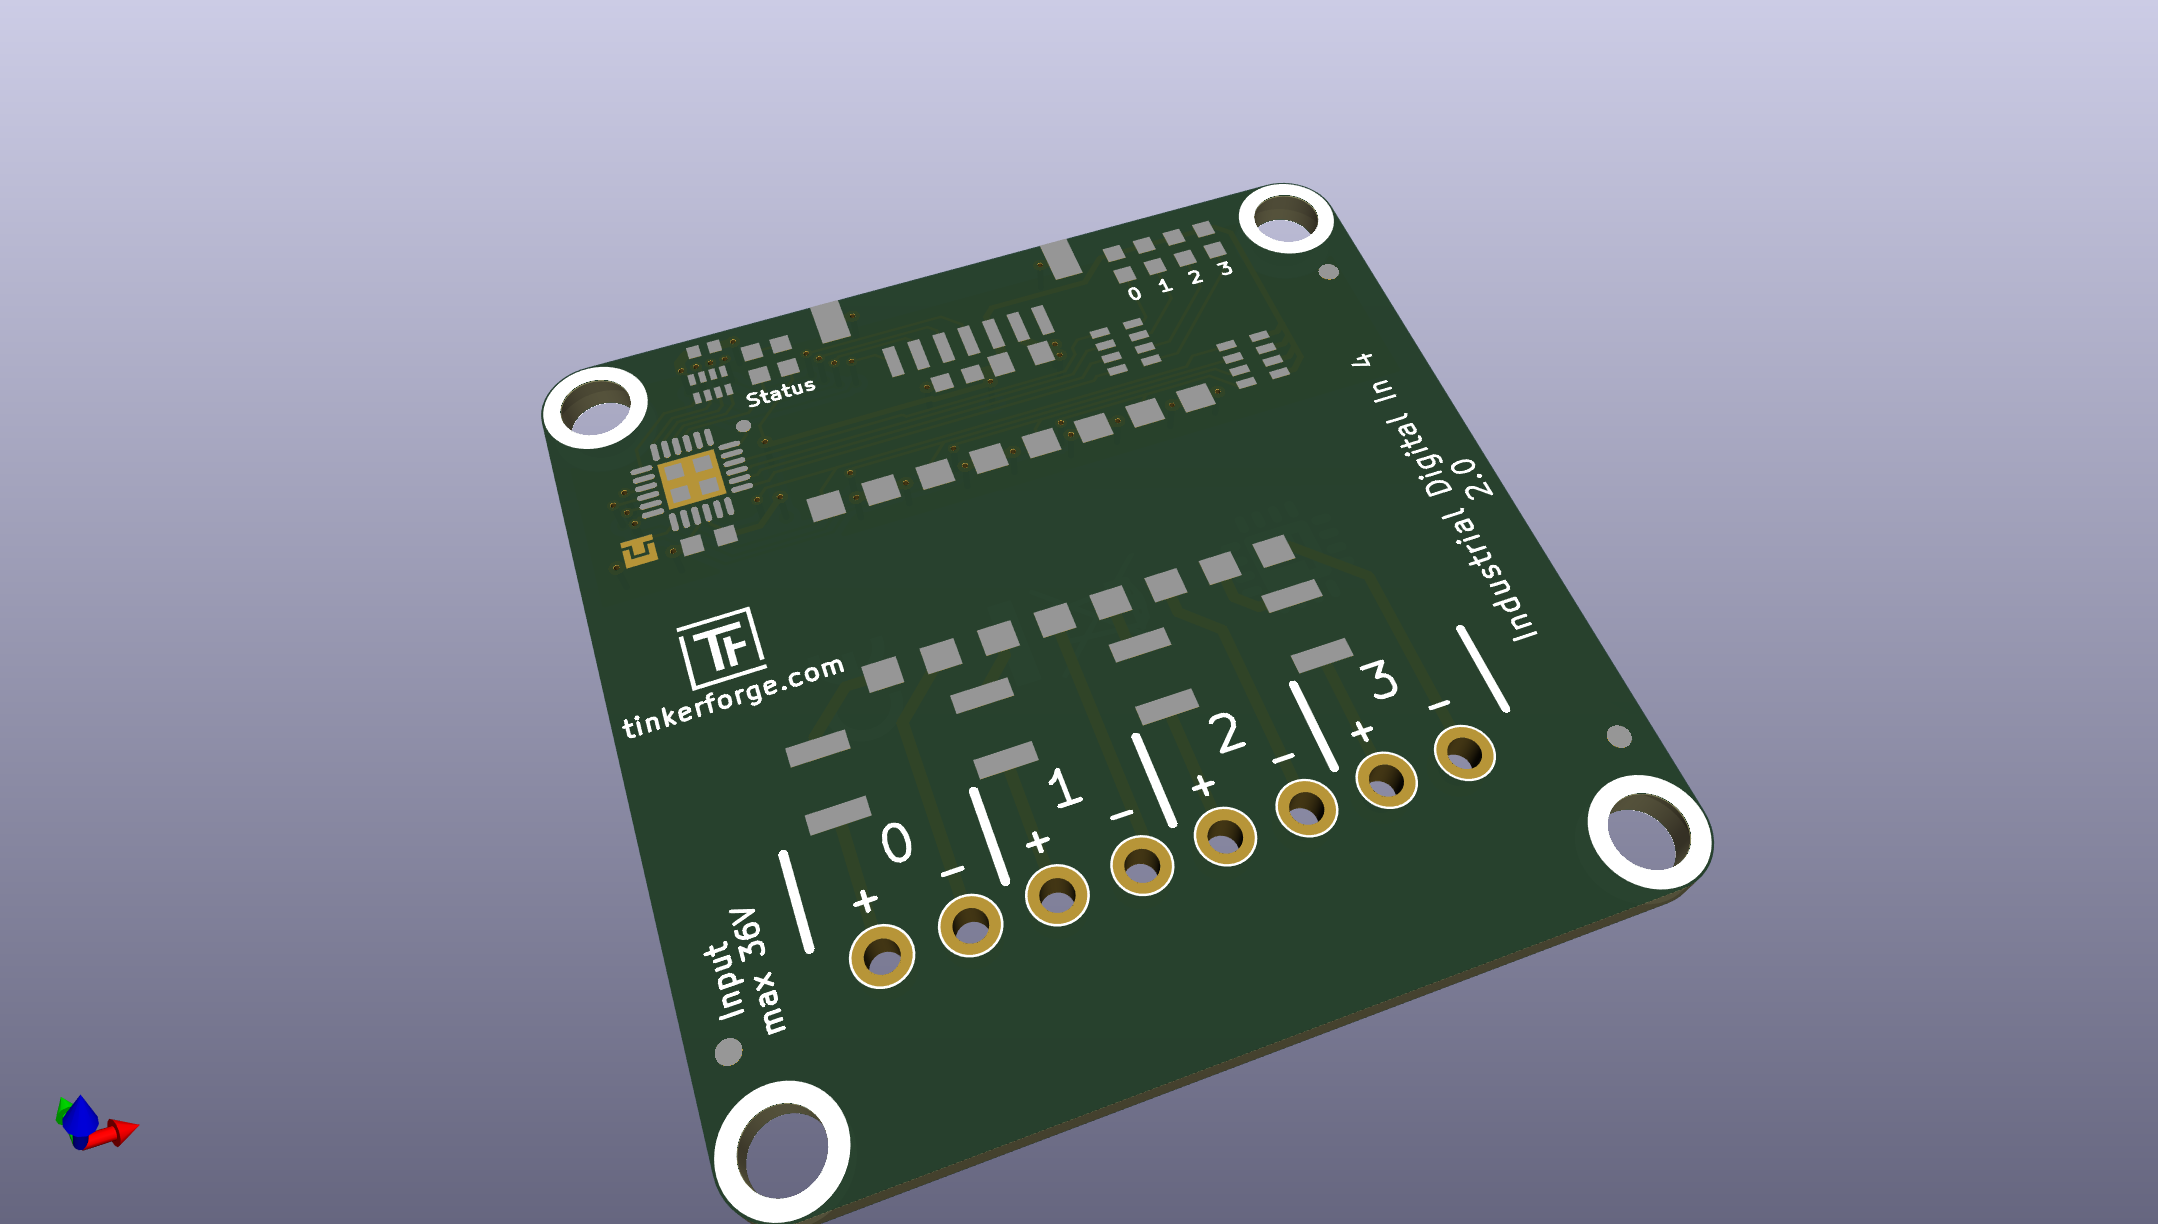 0 1 2 3
Status
Industrial Digital In 4
2.0
TF
tinkerforge.com
0 1 2 3
+ - + - + - + -
Input
max 36V